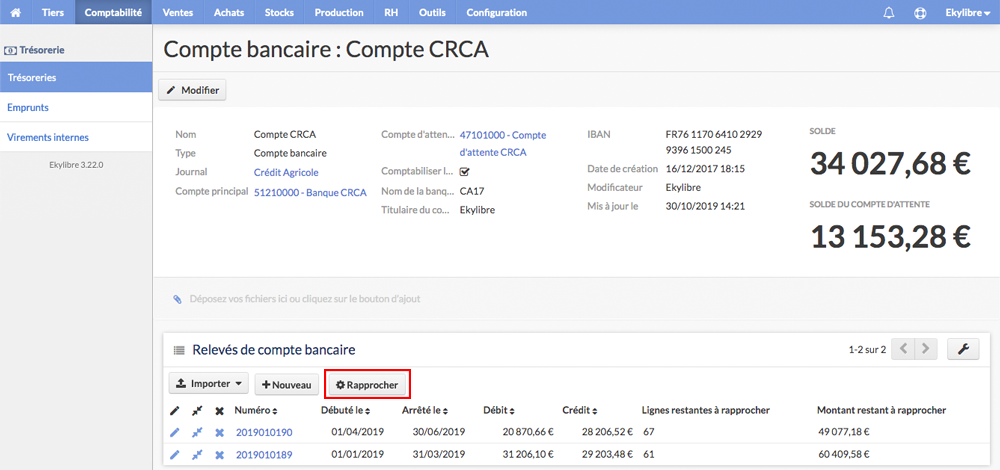 Tiers Comptabilité Ventes Achats Stocks Production RH Outils Configuration Ekylibre
Trésorerie
Trésoreries
Emprunts
Virements internes
Ekylibre 3.22.0
Compte bancaire : Compte CRCA
Modifier
Nom Compte CRCA
Type Compte bancaire
Journal Crédit Agricole
Compte principal 51210000 - Banque CRCA
Compte d'atten... 47101000 - Compte
d'attente CRCA
Comptabiliser l...
Nom de la banq... CA17
Titulaire du co... Ekylibre
IBAN FR76 1170 6410 2929
9396 1500 245
Date de création 16/12/2017 18:15
Modificateur Ekylibre
Mis à jour le 30/10/2019 14:21
SOLDE
34 027,68 €
SOLDE DU COMPTE D'ATTENTE
13 153,28 €
Déposez vos fichiers ici ou cliquez sur le bouton d'ajout
Relevés de compte bancaire 1-2 sur 2
Importer Nouveau Rapprocher
Numéro Débuté le Arrêté le Débit Crédit Lignes restantes à rapprocher Montant restant à rapprocher
2019010190 01/04/2019 30/06/2019 20 870,66 € 28 206,52 € 67 49 077,18 €
2019010189 01/01/2019 31/03/2019 31 206,10 € 29 203,48 € 61 60 409,58 €